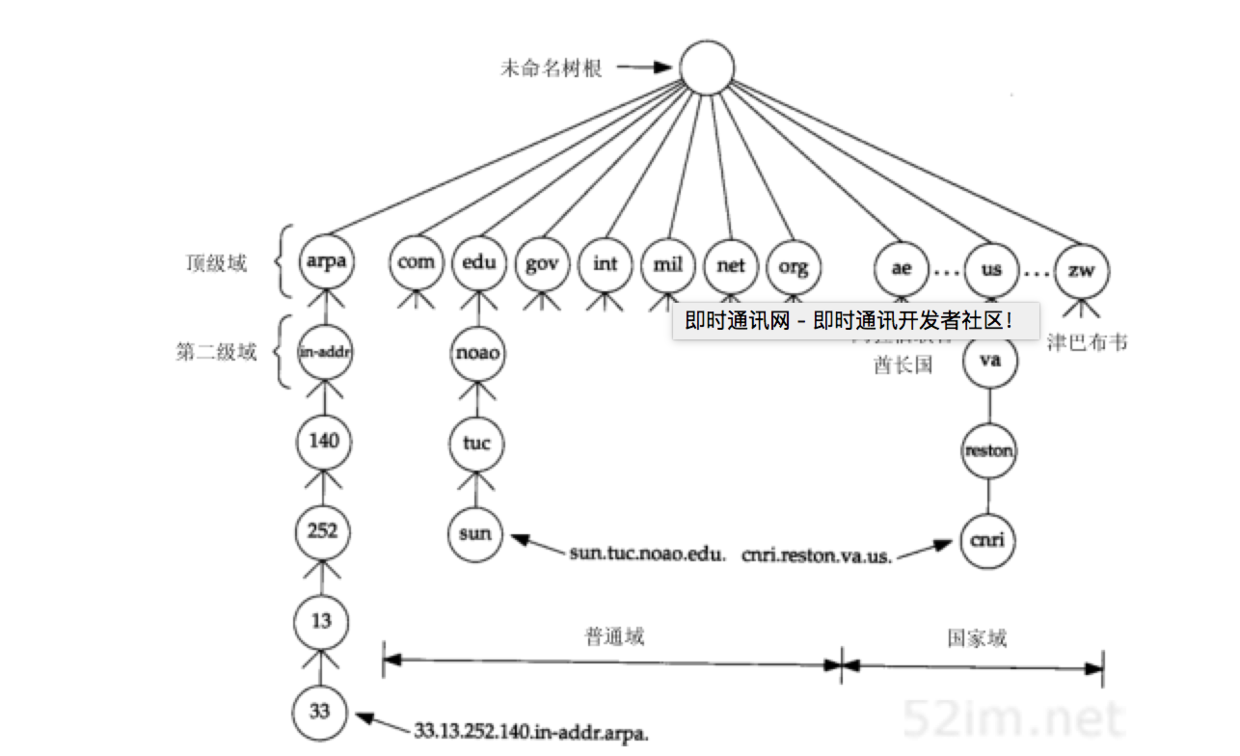 未命名树根
顶级域
arpa
com
edu
gov
int
mil
net
org
ae
...
us
...
zw
即时通讯网 - 即时通讯开发者社区！
第二级域
in-addr
noao
酋长国
va
津巴布韦
140
tuc
reston
252
sun
sun.tuc.noao.edu.
cnri.reston.va.us.
cnri
13
普通域
国家域
33
33.13.252.140.in-addr.arpa.
52im.net